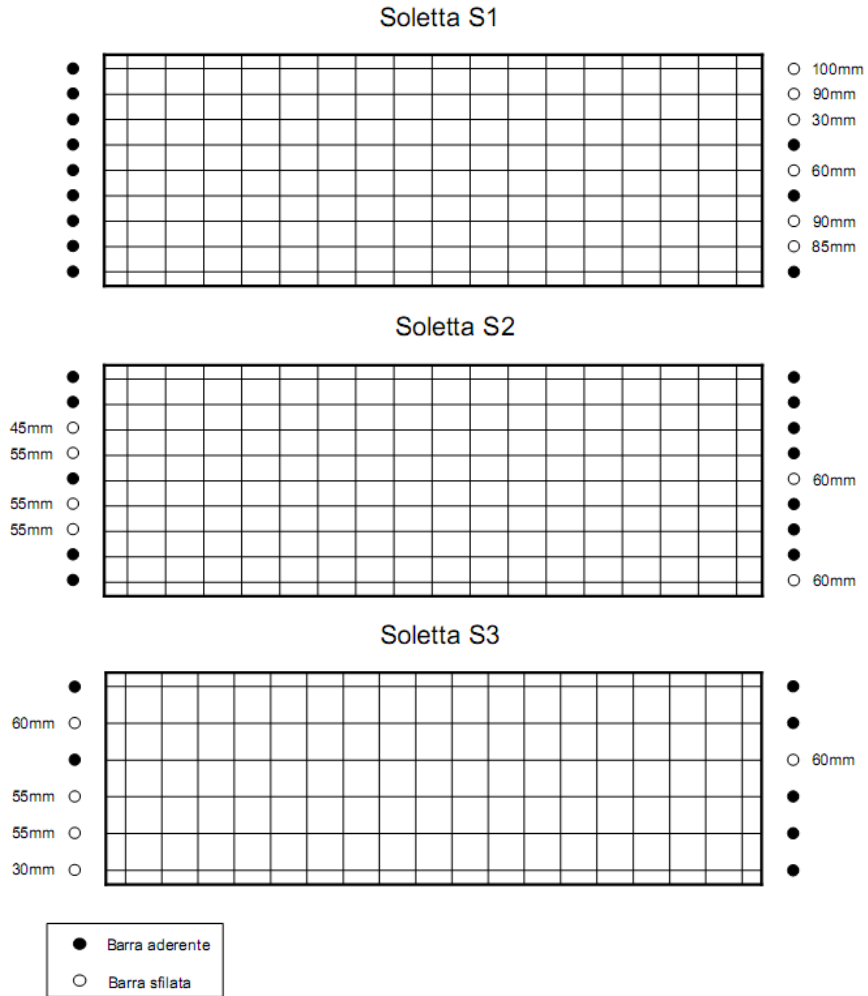 Soletta S1
100mm
90mm
30mm
60mm
90mm
85mm
Soletta S2
45mm
55mm
60mm
55mm
55mm
60mm
Soletta S3
60mm
60mm
55mm
55mm
30mm
Barra aderente
Barra sfilata